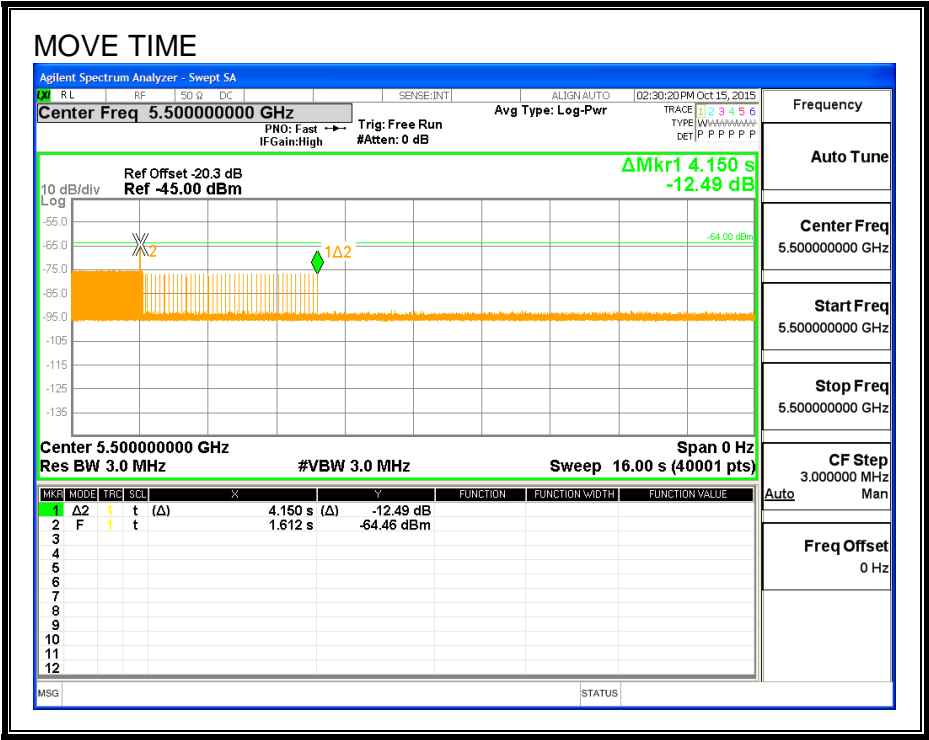 MOVE TIME
Agilent Spectrum Analyzer - Swept SA
LXI RL RF 50 Ω DC SENSE:INT ALIGNAUTO 02:30:20 PM Oct 15, 2015
Center Freq 5.500000000 GHz
PNO: Fast
IFGain:High
Trig: Free Run
#Atten: 0 dB
Avg Type: Log-Pwr
TRACE 1 2 3 4 5 6
TYPE WWWWWW
DET P P P P P P
Ref Offset -20.3 dB
10 dB/div Ref -45.00 dBm
Log
ΔMkr1 4.150 s
-12.49 dB
-55.0
-65.0
-75.0
-85.0
-95.0
-105
-115
-125
-135
2
1Δ2
-64.00 dBm
Center 5.500000000 GHz Span 0 Hz
Res BW 3.0 MHz #VBW 3.0 MHz Sweep 16.00 s (40001 pts)
MKR MODE TRC SCL X Y FUNCTION FUNCTION WIDTH FUNCTION VALUE
1 Δ2 1 t (Δ) 4.150 s (Δ) -12.49 dB
2 F 1 t 1.612 s -64.46 dBm
3
4
5
6
7
8
9
10
11
12
MSG STATUS
Frequency
Auto Tune
Center Freq
5.500000000 GHz
Start Freq
5.500000000 GHz
Stop Freq
5.500000000 GHz
CF Step
3.000000 MHz
Auto Man
Freq Offset
0 Hz